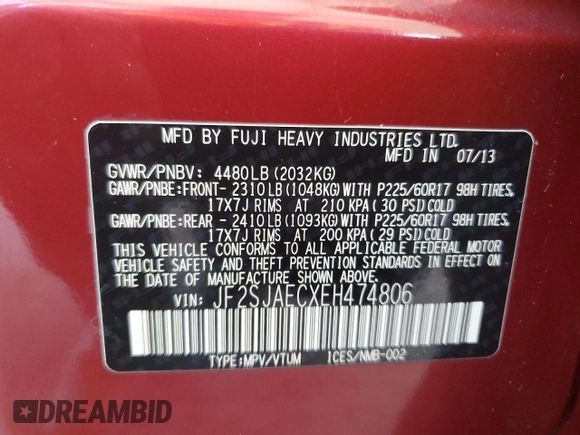 MFD BY FUJI HEAVY INDUSTRIES LTD.
MFD IN 07/13
GVWR/PNBV: 4480LB (2032KG)
GAWR/PNBE:FRONT- 2310LB (1048KG) WITH P225/60R17 98H TIRES,
17X7J RIMS AT 210 KPA (30 PSI) COLD
GAWR/PNBE:REAR - 2410LB (1093KG) WITH P225/60R17 98H TIRES,
17X7J RIMS AT 200 KPA (29 PSI) COLD
THIS VEHICLE CONFORMS TO ALL APPLICABLE FEDERAL MOTOR
VEHICLE SAFETY AND THEFT PREVENTION STANDARDS IN EFFECT
ON THE DATE OF MANUFACTURE SHOWN ABOVE.
VIN: JF2SJAECXEH474806
TYPE:MPV/VTUM ICES/NMB-002
DREAMBID